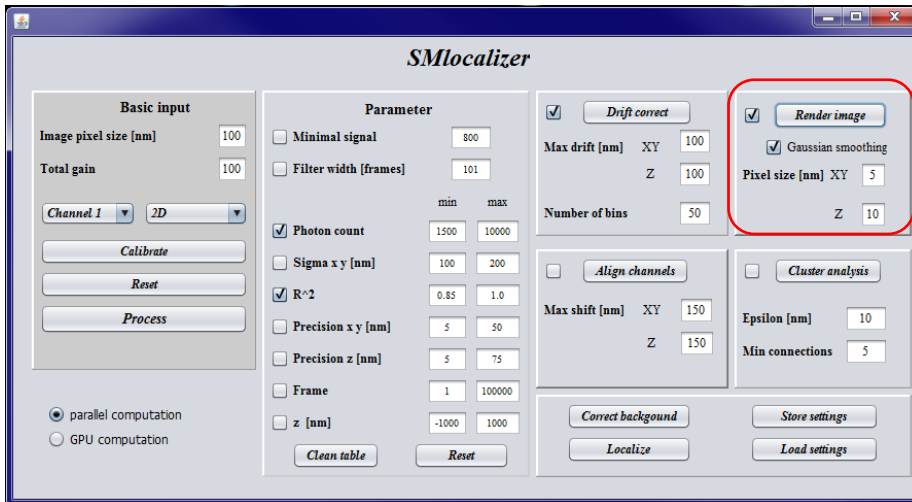 SMlocalizer
Basic input
Image pixel size [nm] 100
Total gain 100
Channel 1 2D
Calibrate
Reset
Process
parallel computation
GPU computation
Parameter
Minimal signal 800
Filter width [frames] 101
min max
Photon count 1500 10000
Sigma x y [nm] 100 200
R^2 0.85 1.0
Precision x y [nm] 5 50
Precision z [nm] 5 75
Frame 1 100000
z [nm] -1000 1000
Clean table Reset
Drift correct
Max drift [nm] XY 100
Z 100
Number of bins 50
Render image
Gaussian smoothing
Pixel size [nm] XY 5
Z 10
Align channels
Max shift [nm] XY 150
Z 150
Cluster analysis
Epsilon [nm] 10
Min connections 5
Correct backgound Store settings
Localize Load settings